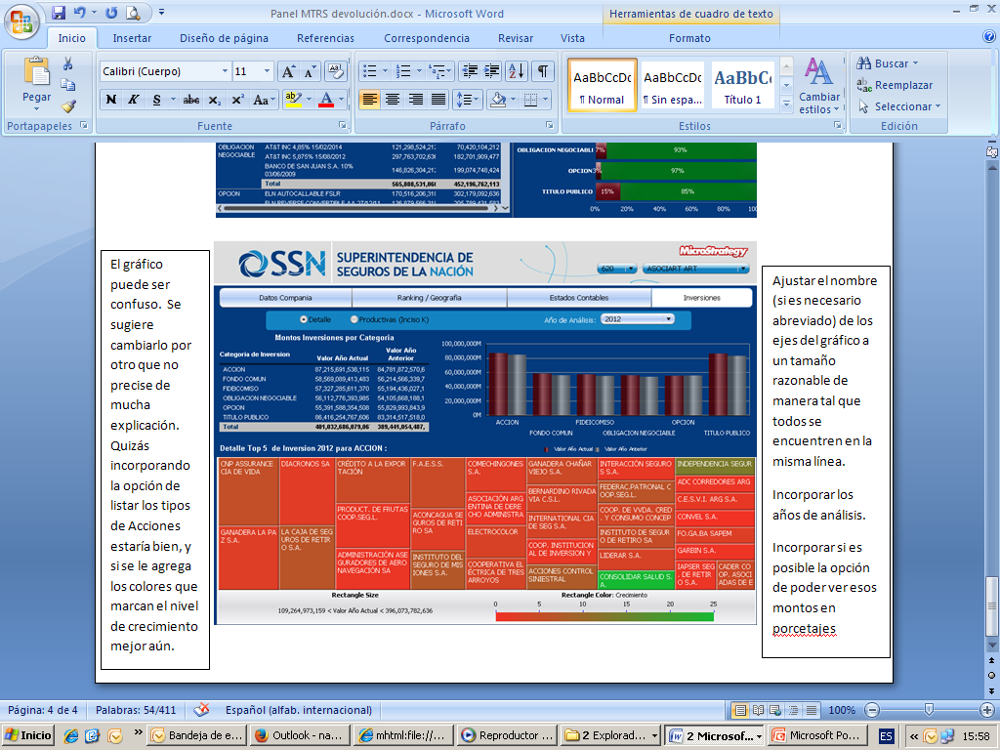 Panel MTRS devolución.docx - Microsoft Word
Herramientas de cuadro de texto
Inicio
Insertar
Diseño de página
Referencias
Correspondencia
Revisar
Vista
Formato
Pegar
Calibri (Cuerpo)
11
AaBbCcDc
¶ Normal
AaBbCcDc
¶ Sin espa...
AaBbC
Título 1
Cambiar estilos
Buscar
Reemplazar
Seleccionar
Portapapeles
Fuente
Párrafo
Estilos
Edición
OBLIGACION NEGOCIABLE
AT&T INC 4,85% 15/02/2014
AT&T INC 5,875% 15/08/2012 297,763,702,63 182,701,909,477
BANCO DE SAN JUAN S.A. 10% 03/06/2009 146,826,304,21 199,074,748,424
Total 565,888,531,86 452,196,762,113
OPCION
ELN AUTOCALLABLE FSLR 170,516,206,31 302,179,092,636
OBLIGACION NEGOCIABLI 7% 93%
OPCION 3% 97%
TITULO PUBLICO 15% 85%
0% 20% 40% 60% 80% 100
El gráfico
puede ser
confuso. Se
sugiere
cambiarlo por
otro que no
precise de
mucha
explicación.
Quizás
incorporando
la opción de
listar los tipos
de Acciones
estaría bien, y
si se le agrega
los colores que
marcan el nivel
de crecimiento
mejor aún.
SSN
SUPERINTENDENCIA
DE SEGUROS DE LA NACIÓN
MicroStrategy
620
ASOCIART ART
Datos Compania
Ranking / Geografia
Estados Contables
Inversiones
Detalle
Productivas (Inciso K)
Año de Análisis:
2012
Montos Inversiones por Categoria
Categoria de Inversion Valor Año Actual Valor Año Anterior
ACCION 87,215,691,538,115 84,781,872,570,6
FONDO COMUN 58,569,089,413,483 56,214,566,339,7
FIDEICOMISO 57,327,285,611,370 55,194,436,027,1
OBLIGACION NEGOCIABLE 56,112,776,393,985 54,105,668,188,1
OPCION 55,391,588,354,508 55,829,993,843,9
TITULO PUBLICO 86,416,254,767,606 83,314,517,518,0
Total 401,032,686,079,06 389,441,054,487,
100,000,000M
80,000,000M
60,000,000M
40,000,000M
20,000,000M
0M
ACCION
FONDO COMUN
FIDEICOMISO
OBLIGACION NEGOCIABLE
OPCION
TITULO PUBLICO
Valor Año Actual
Valor Año Anterior
Detalle Top 5 de Inversion 2012 para ACCION :
CNP ASSURANCE CIA DE VIDA
DIACRONOS SA
CRÉDITO A LA EXPORTACIÓN
F.A.E.S.S.
COMECHINGONES S.A.
GANADERA CHAÑAR VIEJO S.A.
INTERACCIÓN SEGUROS S.A.
INDEPENDENCIA SEGUR
ADC CORREDORES ARG
BERNARDINO RIVADAVIA C.S.L.
FEDERAC.PATRONAL COOP.SEG.L.
ASOCIACIÓN ARGENTINA DE DERECHO ADMINISTRA
C.E.S.V.I. ARG S.A.
PRODUCT. DE FRUTAS COOP.SEG.L.
ACONCAGUA SEGUROS DE RETIRO SA
INTERNATIONAL CIA DE SEG S.A.
COOP. DE VVDA. CRED. Y CONSUMO CONCEP
CONVEL S.A.
GANADERA LA PAZ S.A.
LA CAJA DE SEGUROS DE RETIRO S.A.
ELECTROCOLOR
INSTITUTO DE SEGURO DE RETIRO SA
FO.GA.BA SAPEM
COOP. INSTITUCIONAL DE INVERSION Y
LIDERAR S.A.
GARBIN S.A.
ADMINISTRACIÓN ASEGURADORES DE AERONAVEGACIÓN SA
INSTITUTO DEL SEGURO DE MISIONES S.A.
COOPERATIVA ELÉCTRICA DE TRES ARROYOS
ACCIONES CONTROL SINIESTRAL
CONSOLIDAR SALUD S.A.
IAPSER SEG. DE RETIRO S.A.
CADER COOP. ASOCIADAS DE E
Rectangle Size
109,264,973,159 < Valor Año Actual < 396,073,782,636
Rectangle Color: Crecimiento
0 5 10 15 20 25
Ajustar el nombre
(si es necesario
abreviado) de los
ejes del gráfico a
un tamaño
razonable de
manera tal que
todos se
encuentren en la
misma línea.
Incorporar los
años de análisis.
Incorporar si es
posible la opción
de poder ver esos
montos en
porcetajes
Página: 4 de 4
Palabras: 54/411
Español (alfab. internacional)
100%
Inicio
Bandeja de e...
Outlook - na...
mhtml:file://...
Reproductor ...
2 Explorad...
2 Microsof...
Microsoft Po...
ES
15:58